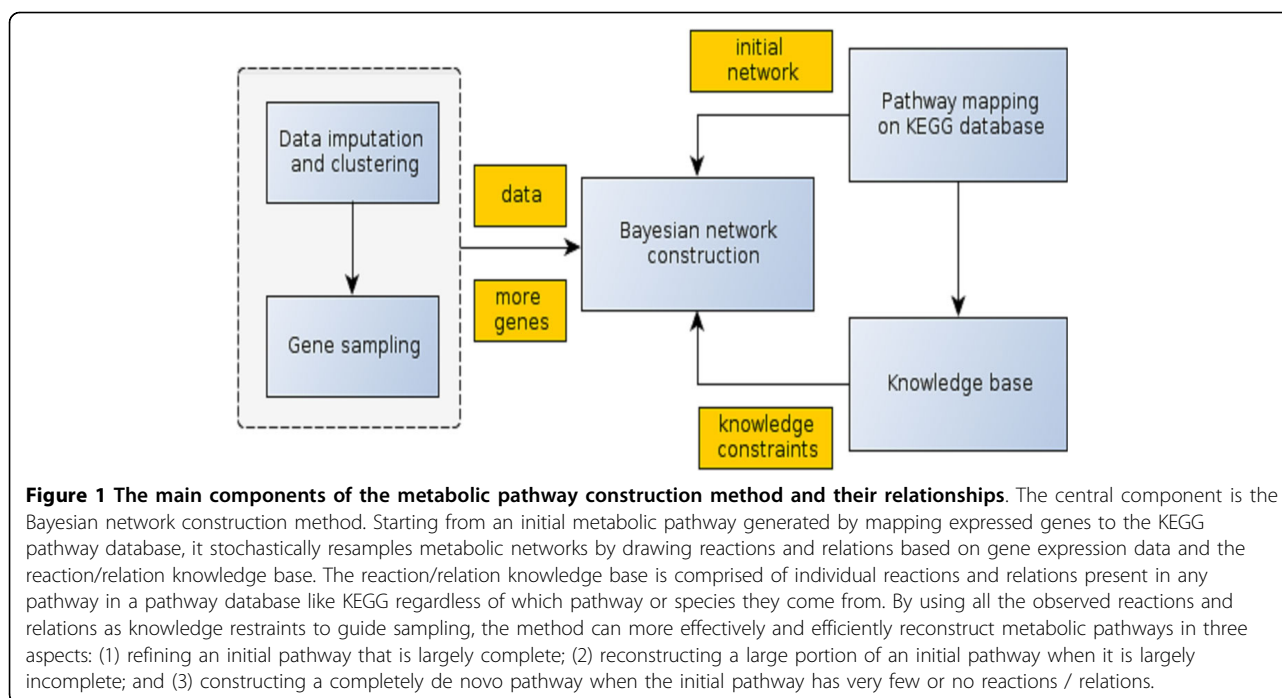 initial
network
Pathway mapping
on KEGG database
Data imputation
and clustering
data
Bayesian network
construction
more
genes
Gene sampling
Knowledge base
knowledge
constraints
Figure 1 The main components of the metabolic pathway construction method and their relationships. The central component is the
Bayesian network construction method. Starting from an initial metabolic pathway generated by mapping expressed genes to the KEGG
pathway database, it stochastically resamples metabolic networks by drawing reactions and relations based on gene expression data and the
reaction/relation knowledge base. The reaction/relation knowledge base is comprised of individual reactions and relations present in any
pathway in a pathway database like KEGG regardless of which pathway or species they come from. By using all the observed reactions and
relations as knowledge restraints to guide sampling, the method can more effectively and efficiently reconstruct metabolic pathways in three
aspects: (1) refining an initial pathway that is largely complete; (2) reconstructing a large portion of an initial pathway when it is largely
incomplete; and (3) constructing a completely de novo pathway when the initial pathway has very few or no reactions / relations.